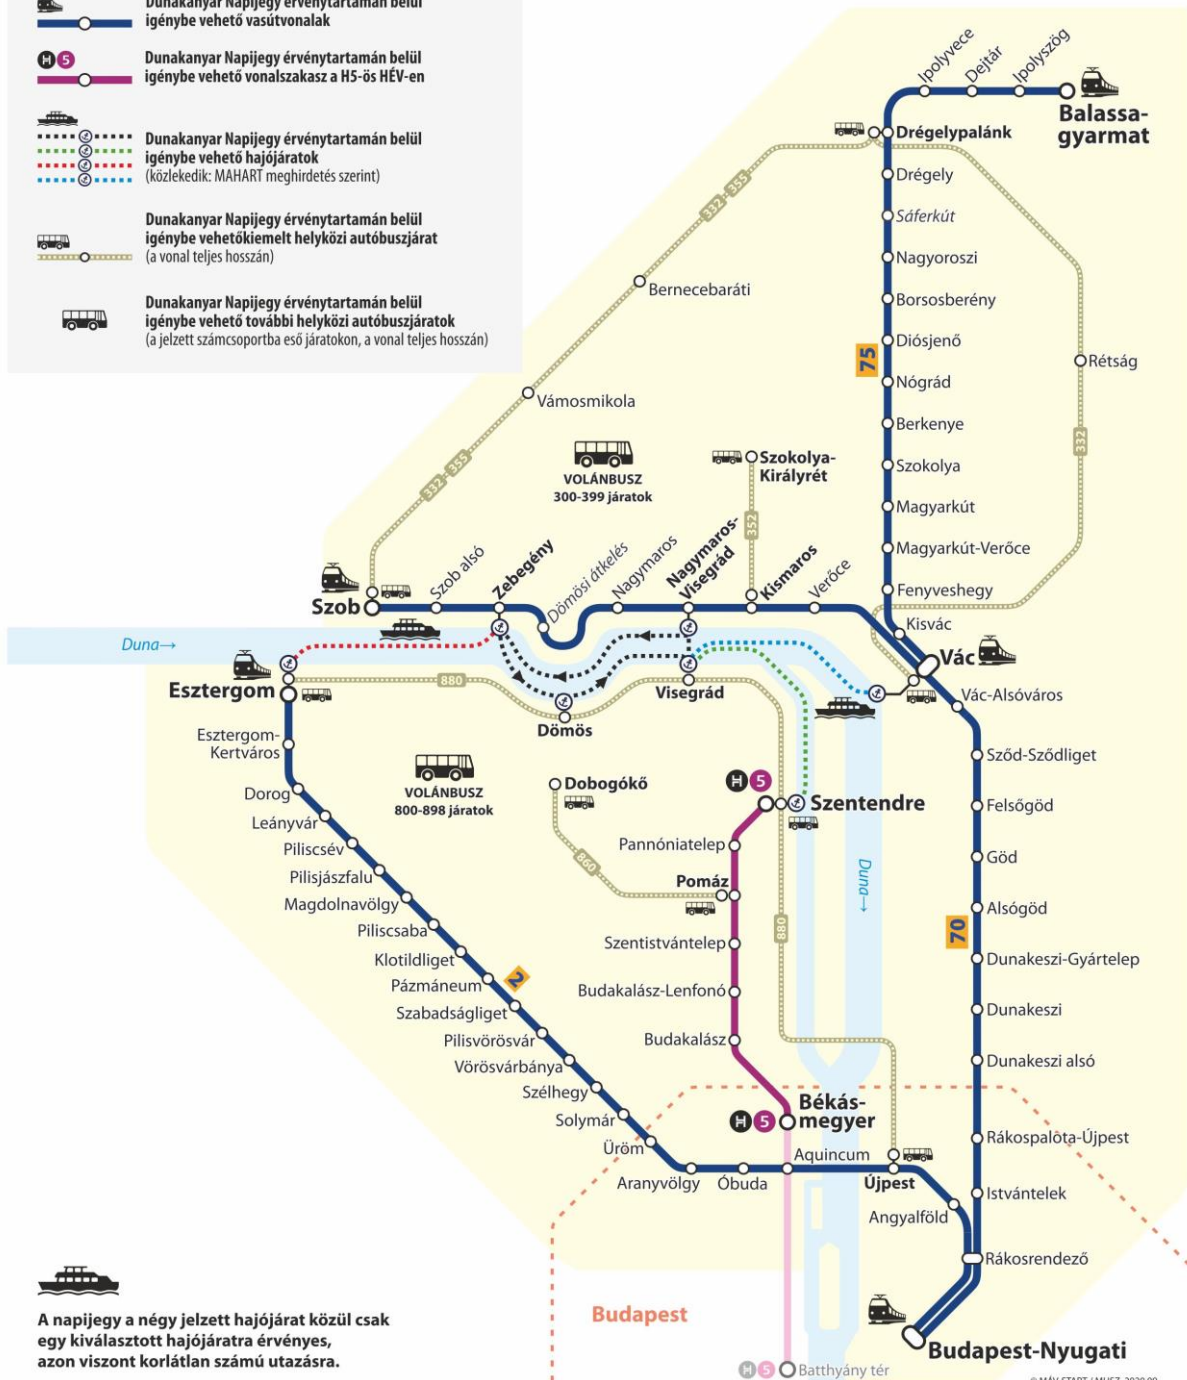 Dunakanyar Napijegy érvénytartamán belül
igénybe vehető vasútvonalak
H 5
Dunakanyar Napijegy érvénytartamán belül
igénybe vehető vonalszakasz a H5-ös HÉV-en
Dunakanyar Napijegy érvénytartamán belül
igénybe vehető hajójáratok
(közlekedik: MAHART meghirdetés szerint)
Dunakanyar Napijegy érvénytartamán belül
igénybe vehetőkiemelt helyközi autóbuszjárat
(a vonal teljes hosszán)
Dunakanyar Napijegy érvénytartamán belül
igénybe vehető további helyközi autóbuszjáratok
(a jelzett számcsoportba eső járatokon, a vonal teljes hosszán)
Ipolyvece
Dejtár
Ipolyszög
Balassa-
gyarmat
Drégelypalánk
Drégely
Sáferkút
Nagyoroszi
Borsosberény
Diósjenő
75
Nógrád
Berkenye
Szokolya
Magyarkút
Magyarkút-Verőce
Fenyveshegy
Kisvác
332 355
Bernecebaráti
Vámosmikola
332 355
Rétság
332
VOLÁNBUSZ
300-399 járatok
Szokolya-
Királyrét
352
Szob
Szob alsó
Zebegény
Dömösi átkelés
Nagymaros
Nagymaros-
Visegrád
Kismaros
Verőce
Vác
Duna→
Esztergom
880
Dömös
Visegrád
Vác-Alsóváros
Esztergom-
Kertváros
Dorog
Leányvár
Piliscsév
Pilisjászfalu
Magdolnavölgy
Piliscsaba
Klotildliget
Pázmáneum
2
Szabadságliget
Pilisvörösvár
Vörösvárbánya
Szélhegy
Solymár
Üröm
Aranyvölgy
Óbuda
Aquincum
Újpest
Angyalföld
VOLÁNBUSZ
800-898 járatok
Dobogókő
860
H 5
Szentendre
Pannóniatelep
Pomáz
Szentistvántelep
Budakalász-Lenfonó
Budakalász
H 5
Békás-
megyer
880
Duna→
Sződ-Sződliget
Felsőgöd
Göd
Alsógöd
70
Dunakeszi-Gyártelep
Dunakeszi
Dunakeszi alsó
Rákospalota-Újpest
Istvántelek
Rákosrendező
Budapest-Nyugati
Budapest
H 5 Batthyány tér
A napijegy a négy jelzett hajójárat közül csak
egy kiválasztott hajójáratra érvényes,
azon viszont korlátlan számú utazásra.